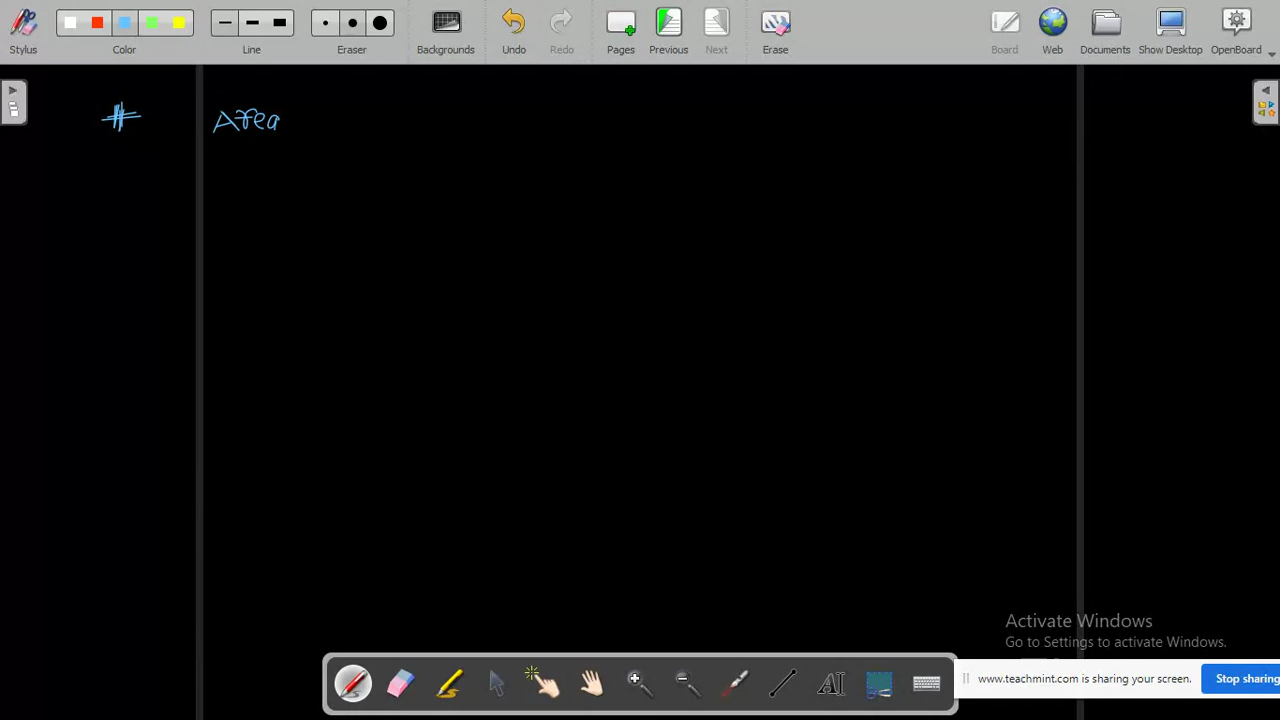 Stylus
Color
Line
Eraser
Backgrounds
Undo
Redo
Pages
Previous
Next
Erase
Board
Web
Documents
Show Desktop
OpenBoard
# Area
Activate Windows
Go to Settings to activate Windows.
AI
www.teachmint.com is sharing your screen.
Stop sharing